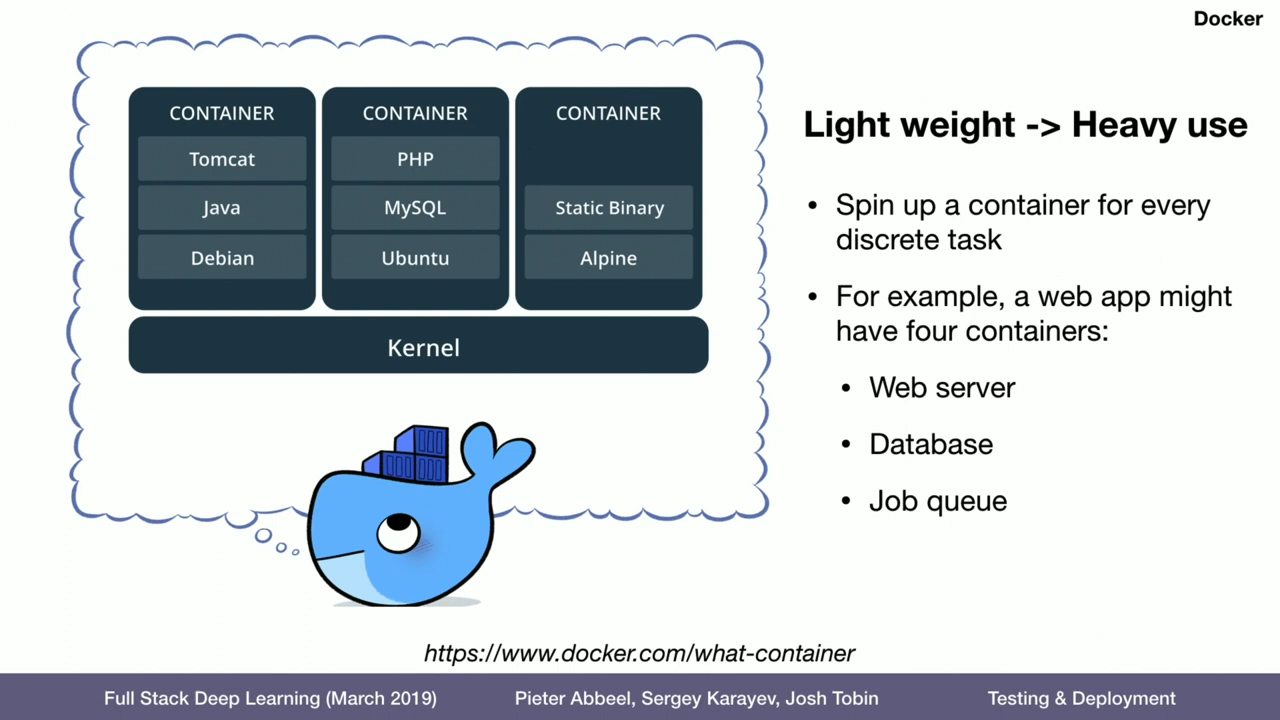 Docker
CONTAINER
Tomcat
Java
Debian
CONTAINER
PHP
MySQL
Ubuntu
CONTAINER
Static Binary
Alpine
Kernel
Light weight -> Heavy use
• Spin up a container for every
discrete task
• For example, a web app might
have four containers:
• Web server
• Database
• Job queue
https://www.docker.com/what-container
Full Stack Deep Learning (March 2019)
Pieter Abbeel, Sergey Karayev, Josh Tobin
Testing & Deployment